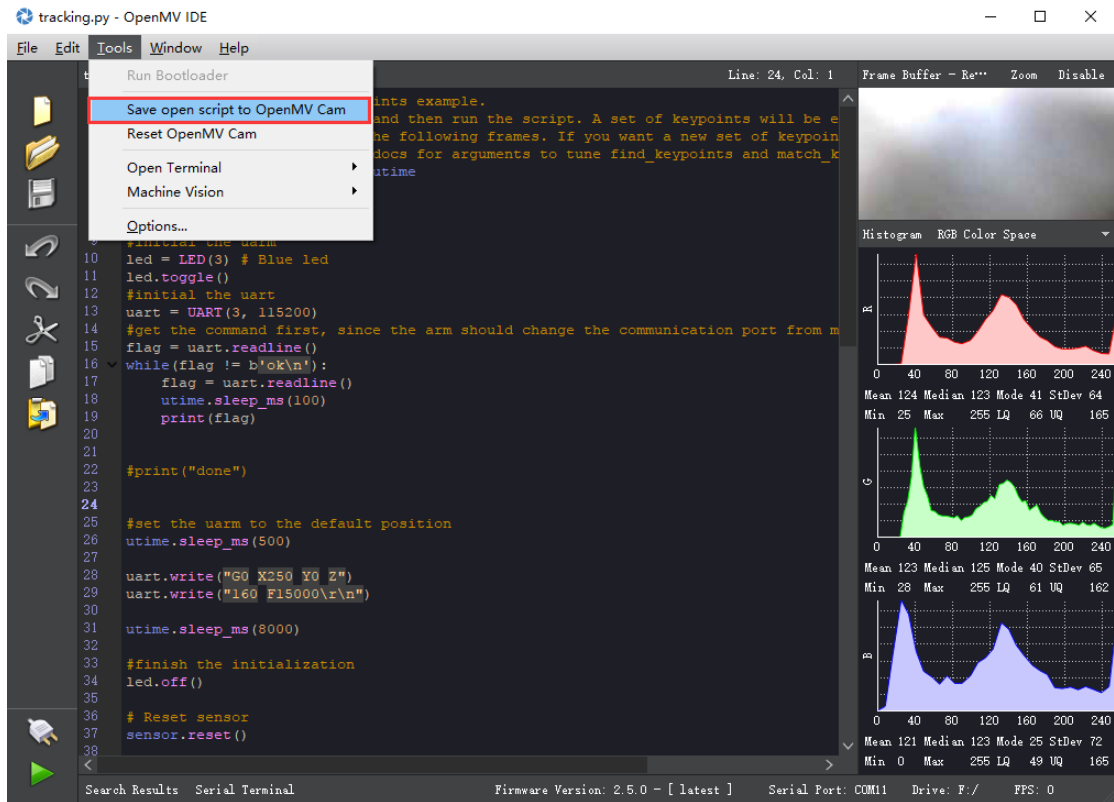 tracking.py - OpenMV IDE
File Edit Tools Window Help
Run Bootloader
Save open script to OpenMV Cam
Reset OpenMV Cam
Open Terminal
Machine Vision
Options...
Line: 24, Col: 1
ints example.
and then run the script. A set of keypoints will be e
he following frames. If you want a new set of keypoin
docs for arguments to tune find_keypoints and match_k
utime
#initial the uarm
10 led = LED(3) # Blue led
11 led.toggle()
12 #initial the uart
13 uart = UART(3, 115200)
14 #get the command first, since the arm should change the communication port from m
15 flag = uart.readline()
16 while(flag != b'ok\n'):
17 flag = uart.readline()
18 utime.sleep_ms(100)
19 print(flag)
20
21
22 #print("done")
23
24
25 #set the uarm to the default position
26 utime.sleep_ms(500)
27
28 uart.write("G0 X250 Y0 Z")
29 uart.write("160 F15000\r\n")
30
31 utime.sleep_ms(8000)
32
33 #finish the initialization
34 led.off()
35
36 # Reset sensor
37 sensor.reset()
38
Frame Buffer - Re··· Zoom Disable
Histogram RGB Color Space
R
0 40 80 120 160 200 240
Mean 124 Median 123 Mode 41 StDev 64
Min 25 Max 255 LQ 66 UQ 165
G
0 40 80 120 160 200 240
Mean 123 Median 125 Mode 40 StDev 65
Min 28 Max 255 LQ 61 UQ 162
B
0 40 80 120 160 200 240
Mean 121 Median 123 Mode 25 StDev 72
Min 0 Max 255 LQ 49 UQ 165
Search Results Serial Terminal Firmware Version: 2.5.0 - [ latest ] Serial Port: COM11 Drive: F:/ FPS: 0